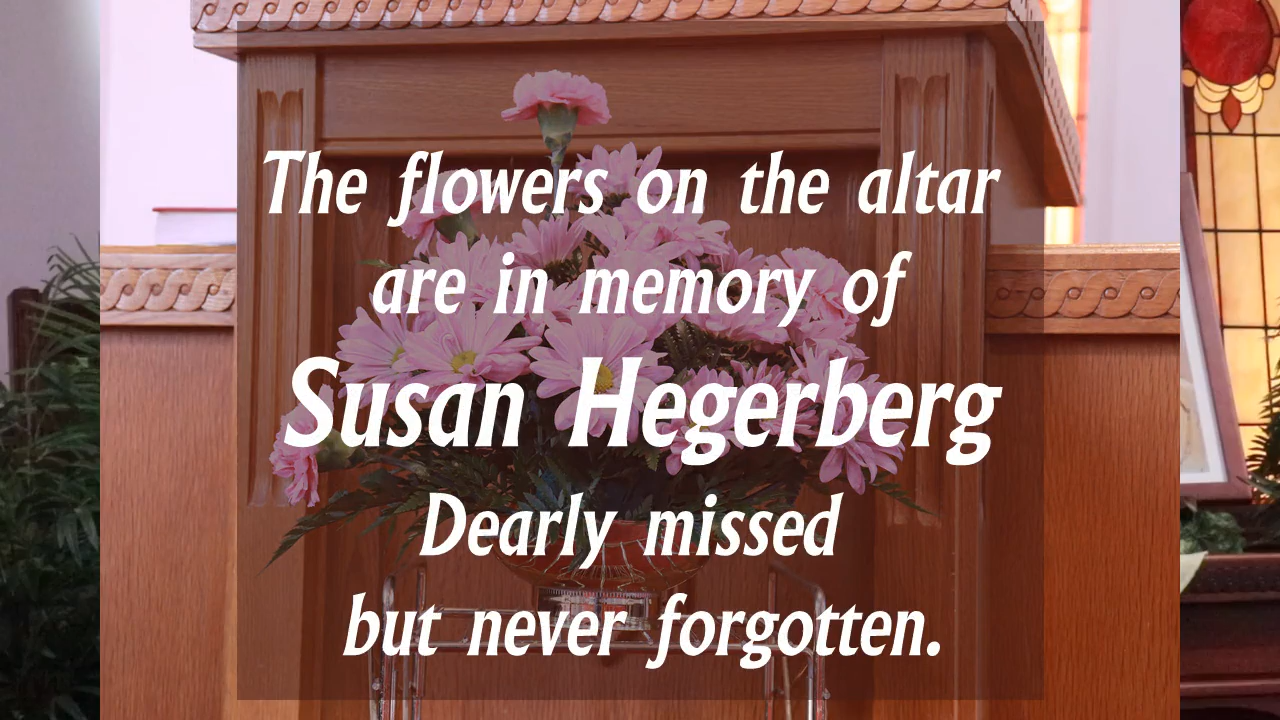 The flowers on the altar
are in memory of
Susan Hegerberg
Dearly missed
but never forgotten.